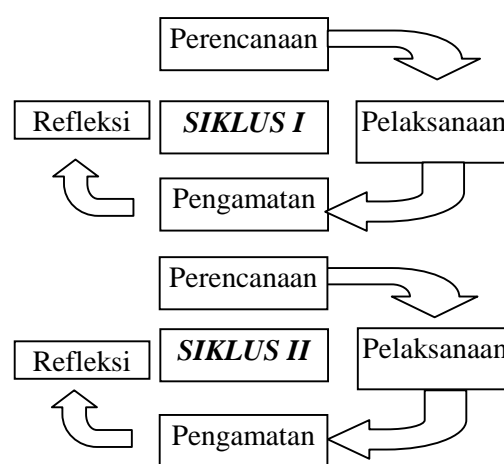 Perencanaan
Refleksi
SIKLUS I
Pelaksanaan
Pengamatan
Perencanaan
Refleksi
SIKLUS II
Pelaksanaan
Pengamatan